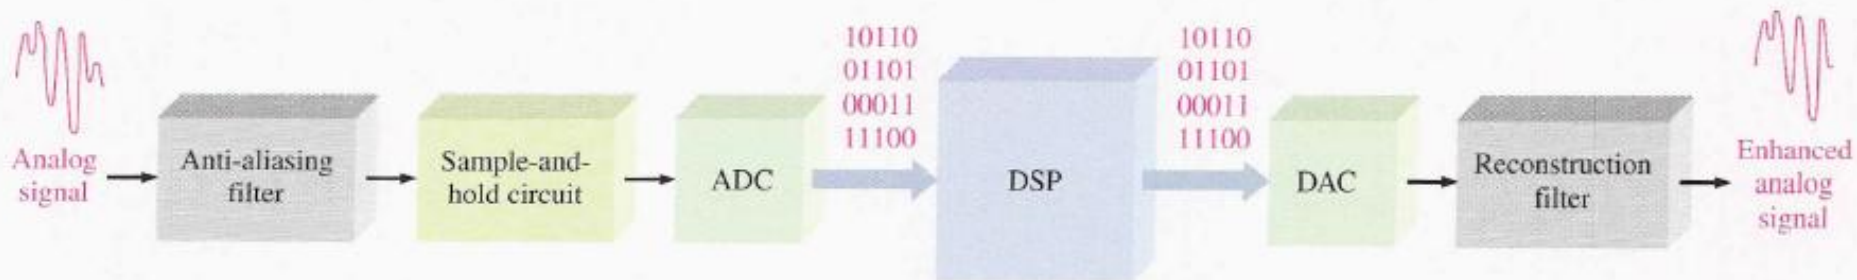 Analog
signal
Anti-aliasing
filter
Sample-and-
hold circuit
ADC
10110
01101
00011
11100
DSP
10110
01101
00011
11100
DAC
Reconstruction
filter
Enhanced
analog
signal